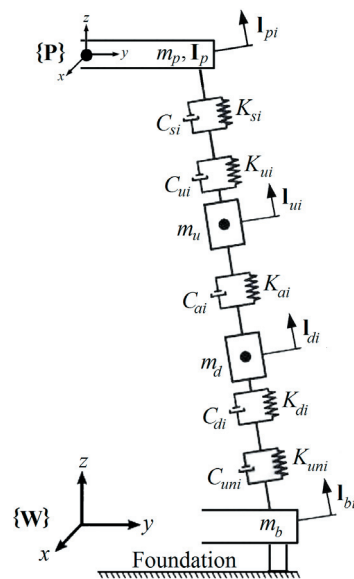 l_pi
z
{P}
y
x
m_p, I_p
C_si
K_si
C_ui
K_ui
l_ui
m_u
C_ai
K_ai
l_di
m_d
C_di
K_di
C_uni
K_uni
l_bi
z
{W}
y
x
m_b
Foundation